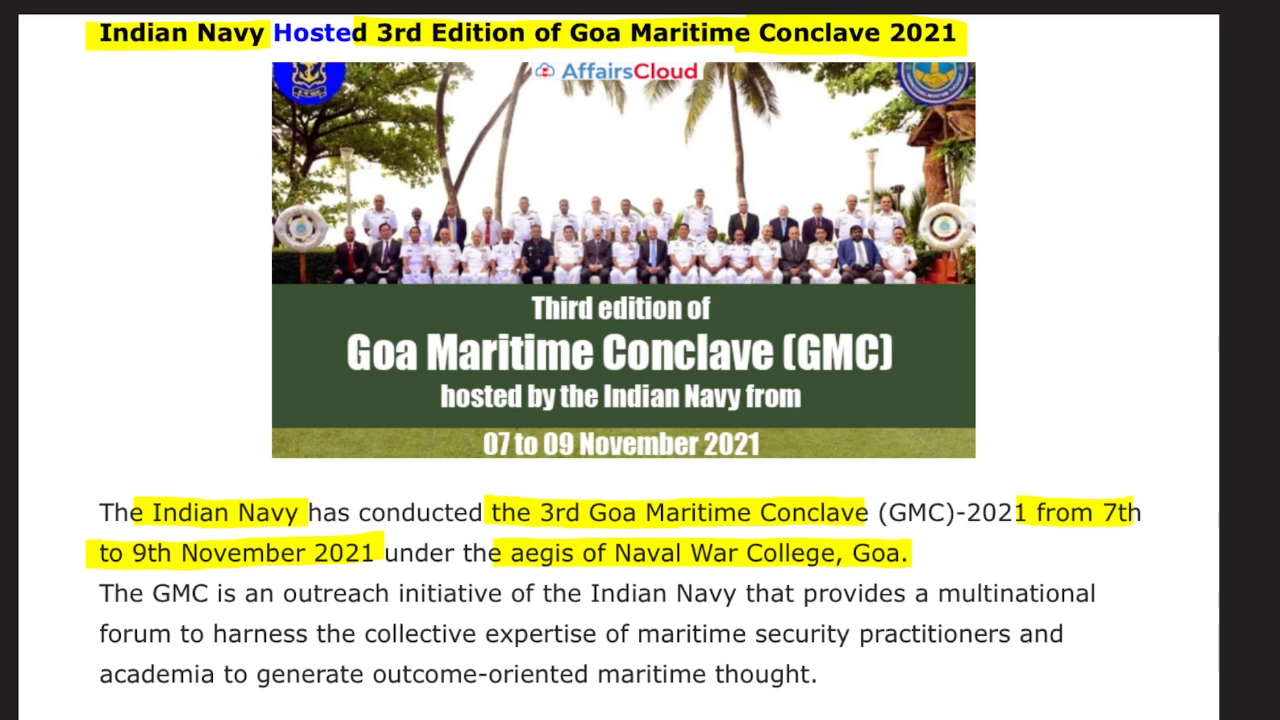 Indian Navy Hosted 3rd Edition of Goa Maritime Conclave 2021
AffairsCloud
Third edition of
Goa Maritime Conclave (GMC)
hosted by the Indian Navy from
07 to 09 November 2021
The Indian Navy has conducted the 3rd Goa Maritime Conclave (GMC)-2021 from 7th
to 9th November 2021 under the aegis of Naval War College, Goa.
The GMC is an outreach initiative of the Indian Navy that provides a multinational
forum to harness the collective expertise of maritime security practitioners and
academia to generate outcome-oriented maritime thought.